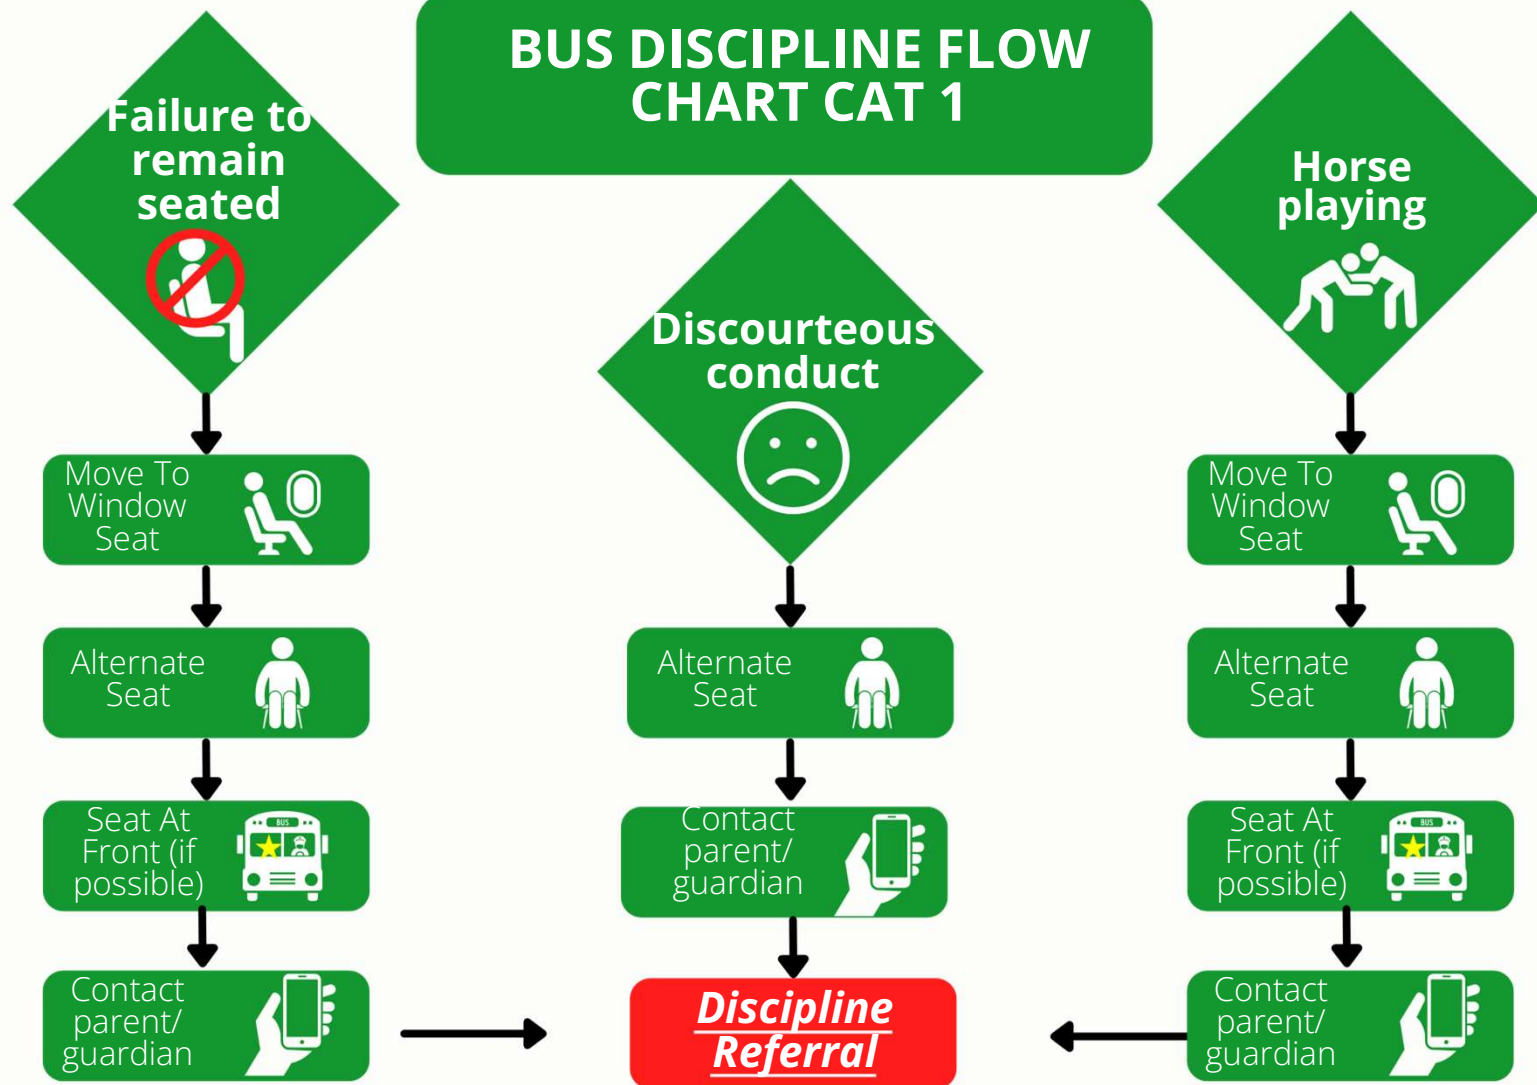 BUS DISCIPLINE FLOW
CHART CAT 1
Failure to
remain
seated
Move To
Window
Seat
Alternate
Seat
Seat At
Front (if
possible)
BUS
Contact
parent/
guardian
Discourteous
conduct
Alternate
Seat
Contact
parent/
guardian
Discipline
Referral
Horse
playing
Move To
Window
Seat
Alternate
Seat
Seat At
Front (if
possible)
BUS
Contact
parent/
guardian